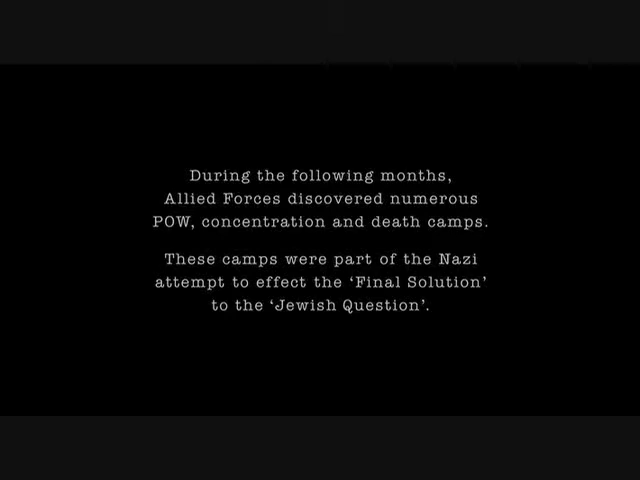 During the following months,
Allied Forces discovered numerous
POW, concentration and death camps.
These camps were part of the Nazi
attempt to effect the ‘Final Solution’
to the ‘Jewish Question’.